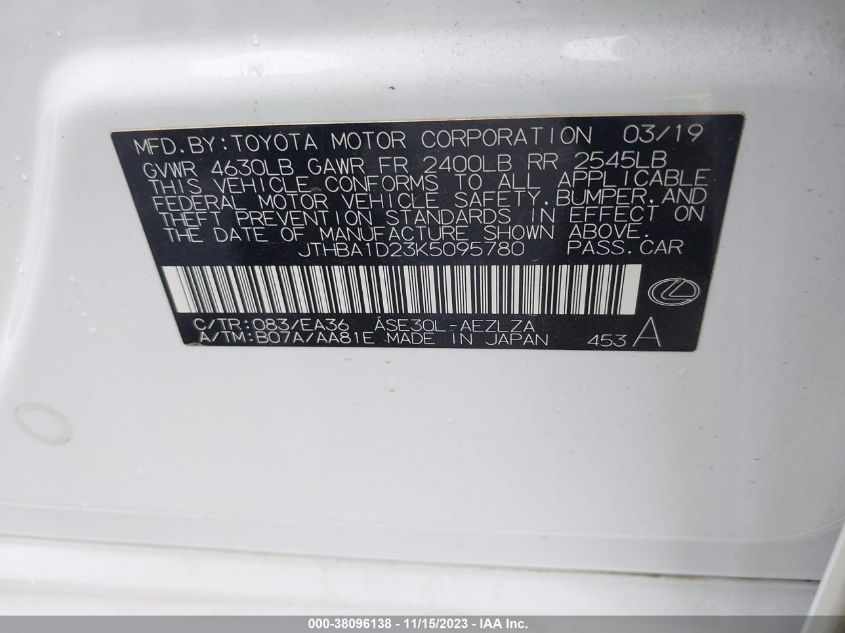 MFD.BY:TOYOTA MOTOR CORPORATION 03/19
GVWR 4630LB GAWR FR 2400LB RR 2545LB
THIS VEHICLE CONFORMS TO ALL APPLICABLE
FEDERAL MOTOR VEHICLE SAFETY,BUMPER,AND
THEFT PREVENTION STANDARDS IN EFFECT ON
THE DATE OF MANUFACTURE SHOWN ABOVE.
JTHBA1D23K5095780 PASS.CAR
C/TR:083/EA36 ASE30L-AEZLZA
A/TM:B07A/AA81E MADE IN JAPAN 453 A
000-38096138 - 11/15/2023 - IAA Inc.